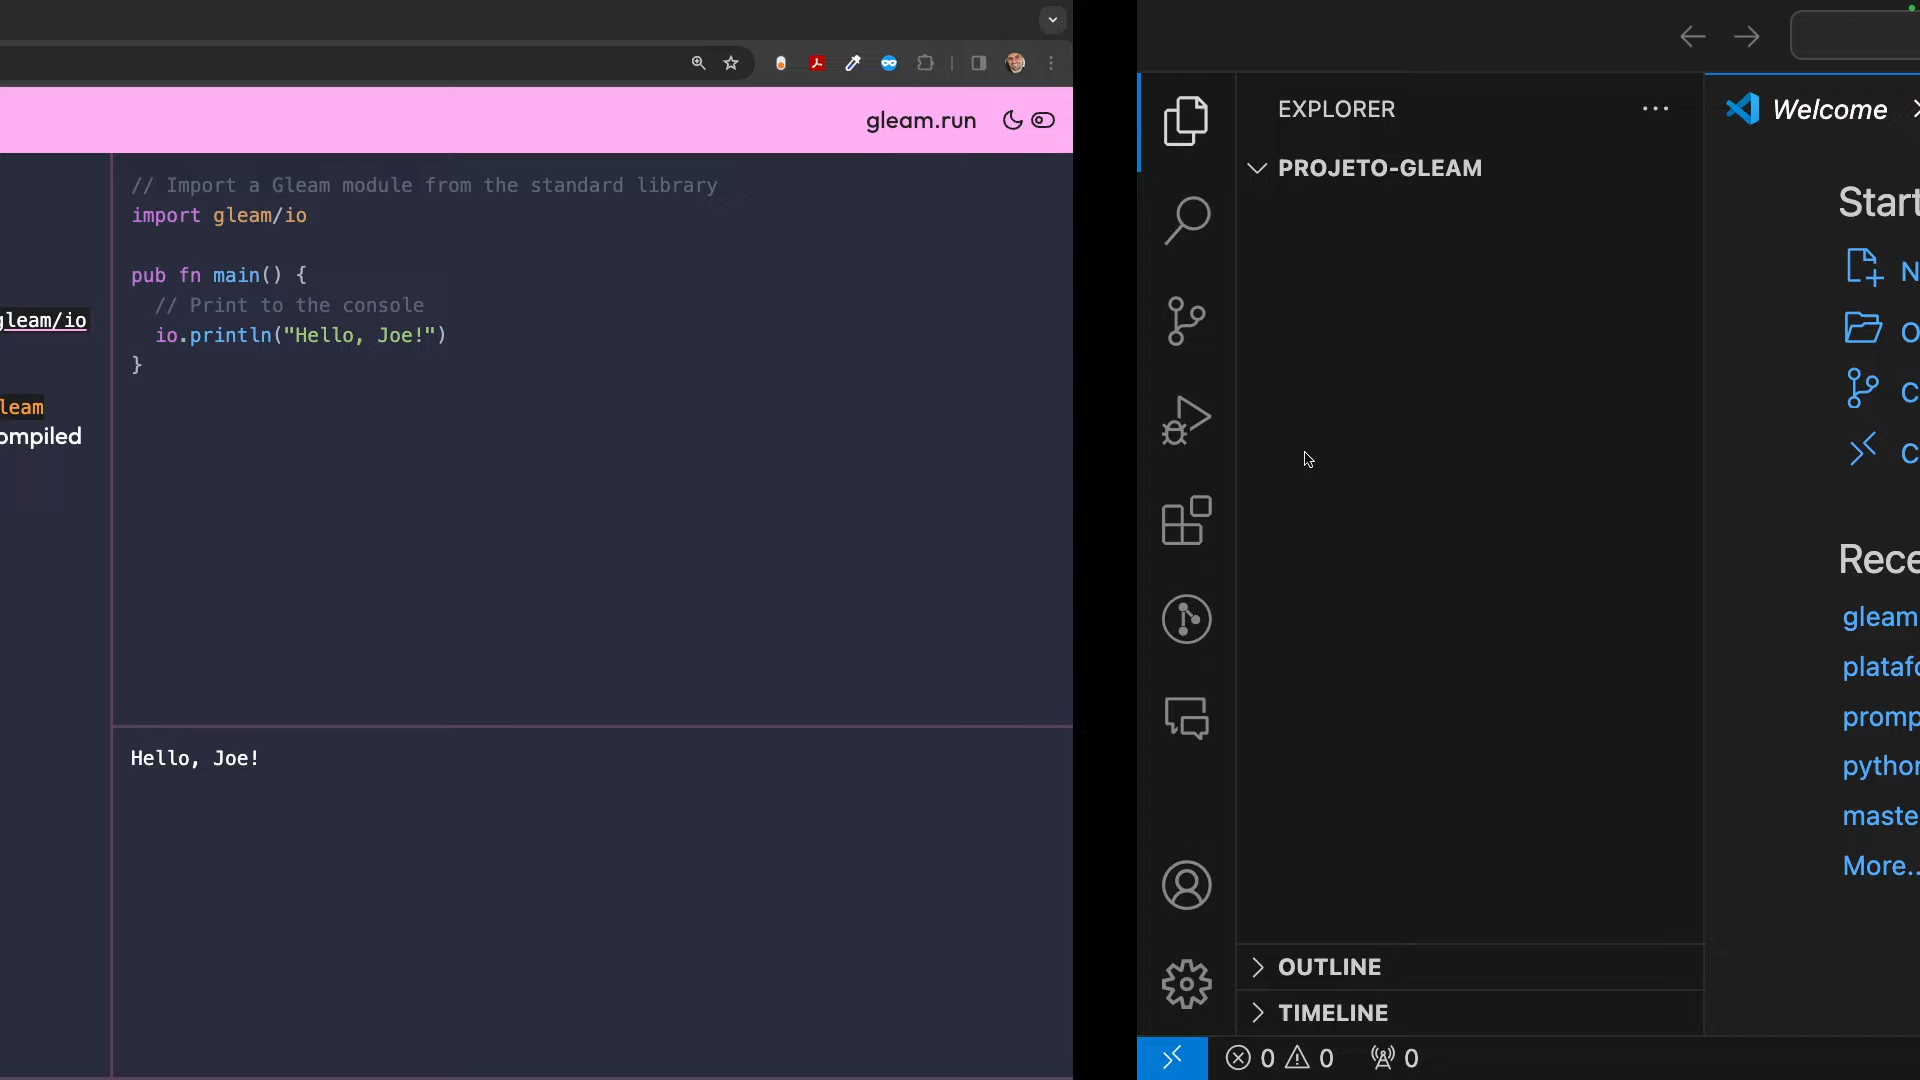 gleam.run
gleam/io
leam
ompiled
// Import a Gleam module from the standard library
import gleam/io
pub fn main() {
// Print to the console
io.println("Hello, Joe!")
}
Hello, Joe!
EXPLORER
PROJETO-GLEAM
OUTLINE
TIMELINE
0 0 0
Welcome
Start
N
O
C
C
Rece
gleam
platafo
promp
python
maste
More..